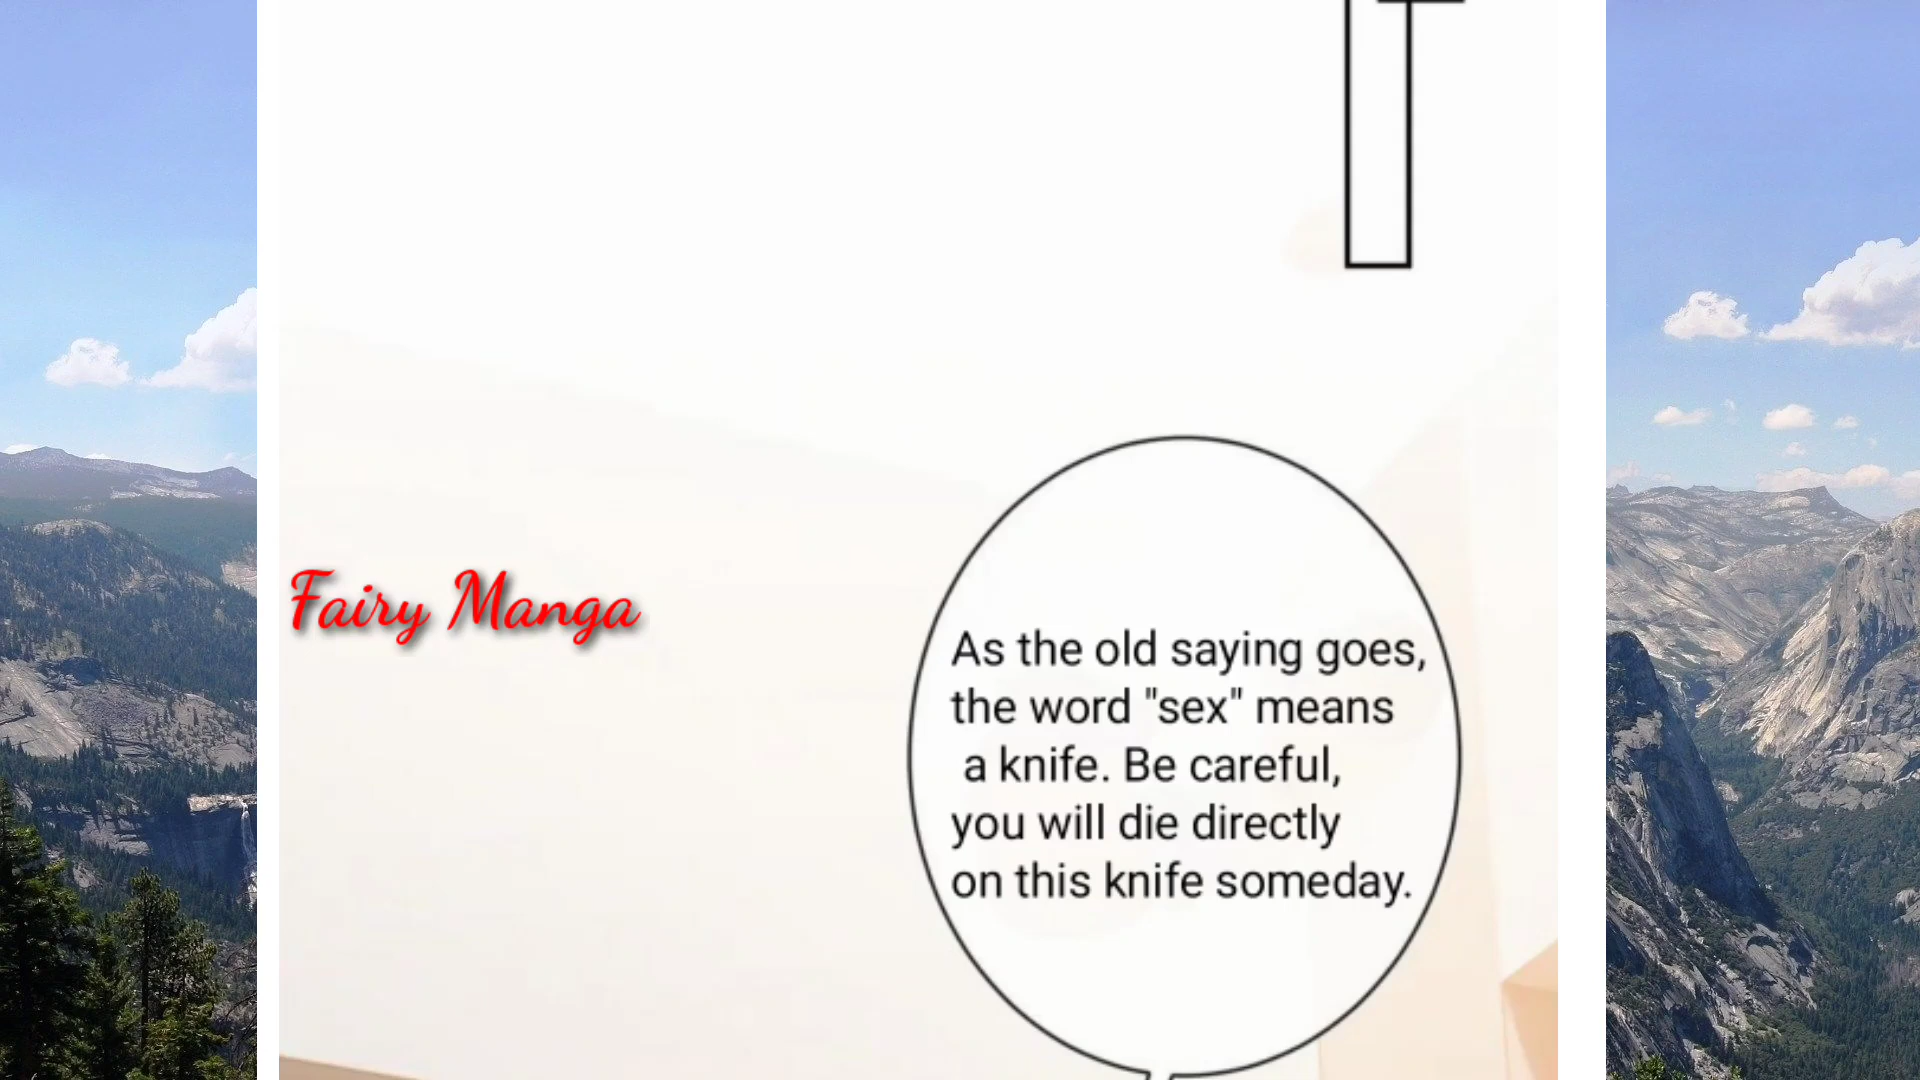 Fairy Manga
As the old saying goes,
the word "sex" means
a knife. Be careful,
you will die directly
on this knife someday.